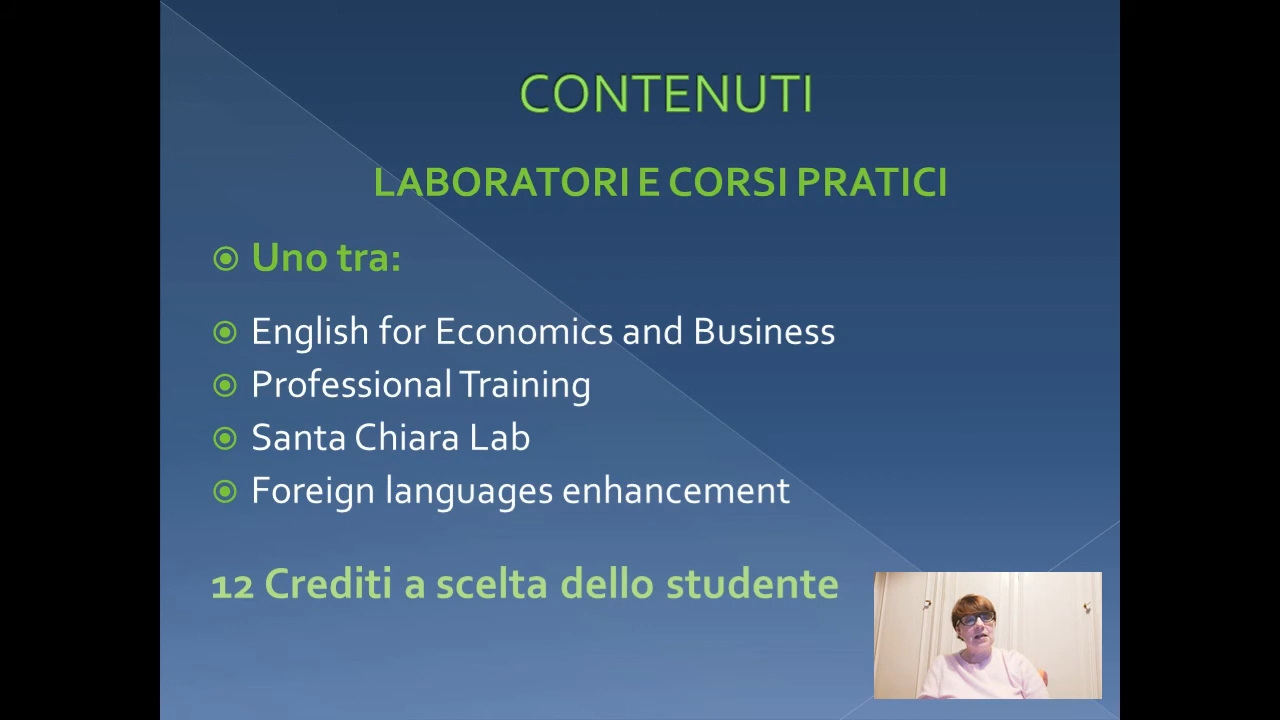 CONTENUTI
LABORATORI E CORSI PRATICI
Uno tra:
English for Economics and Business
Professional Training
Santa Chiara Lab
Foreign languages enhancement
12 Crediti a scelta dello studente